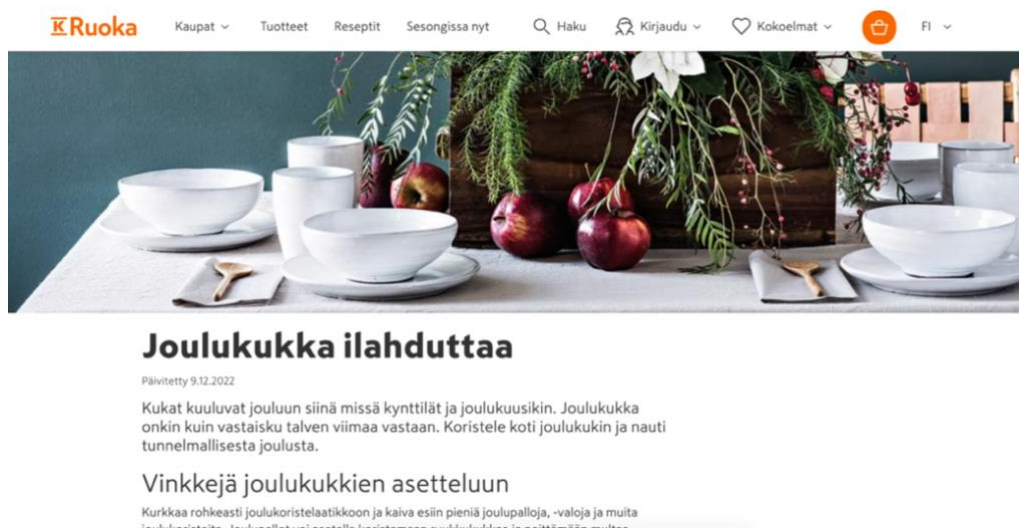 K Ruoka Kaupat Tuotteet Reseptit Sesongissa nyt Haku Kirjaudu Kokoelmat FI
Joulukukka ilahduttaa
Päivitetty 9.12.2022
Kukat kuuluvat jouluun siinä missä kynttilät ja joulukuusikin. Joulukukka
onkin kuin vastaisku talven viimaa vastaan. Koristele koti joulukukin ja nauti
tunnelmallisesta joulusta.
Vinkkejä joulukukkien asetteluun
Kurkkaa rohkeasti joulukoristelaatikkoon ja kaiva esiin pieniä joulupalloja, -valoja ja muita